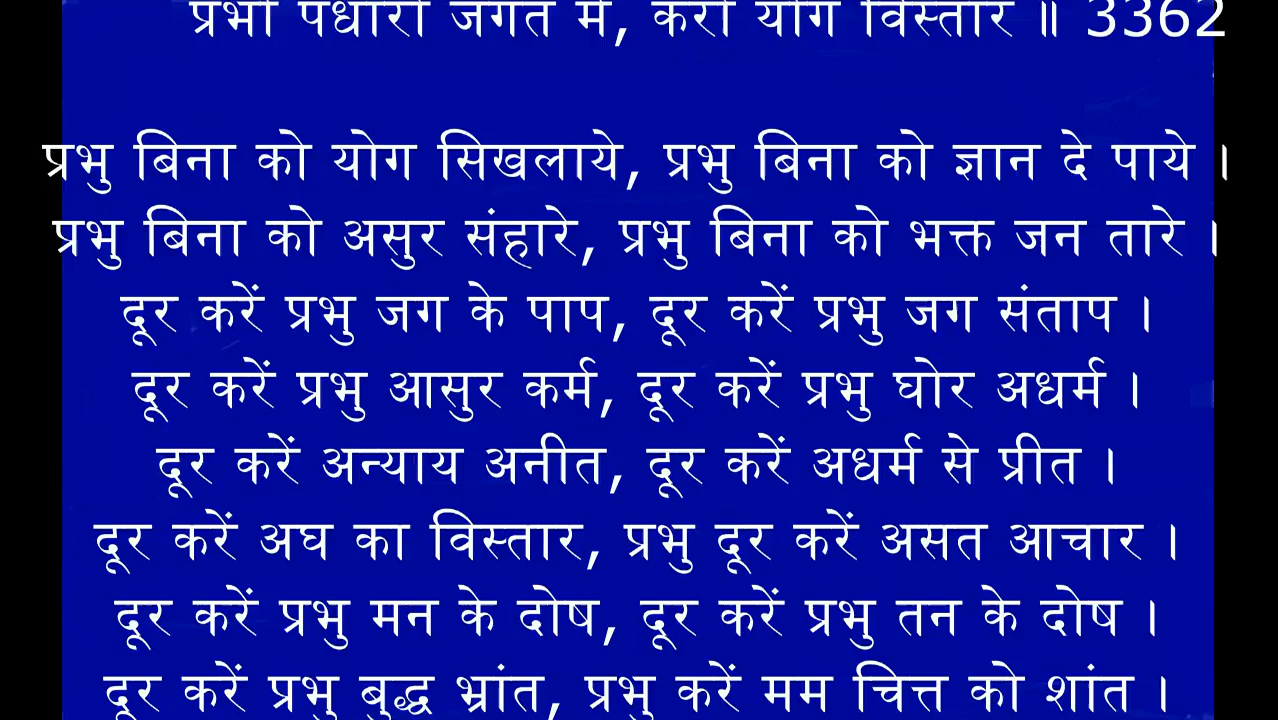 प्रभो पधारो जगत में, करो योग विस्तार ॥ 3362
प्रभु बिना को योग सिखलाये, प्रभु बिना को ज्ञान दे पाये ।
प्रभु बिना को असुर संहारे, प्रभु बिना को भक्त जन तारे ।
दूर करें प्रभु जग के पाप, दूर करें प्रभु जग संताप ।
दूर करें प्रभु आसुर कर्म, दूर करें प्रभु घोर अधर्म ।
दूर करें अन्याय अनीत, दूर करें अधर्म से प्रीत ।
दूर करें अघ का विस्तार, प्रभु दूर करें असत आचार ।
दूर करें प्रभु मन के दोष, दूर करें प्रभु तन के दोष ।
दूर करें प्रभु बुद्ध भ्रांत, प्रभु करें मम चित्त को शांत ।